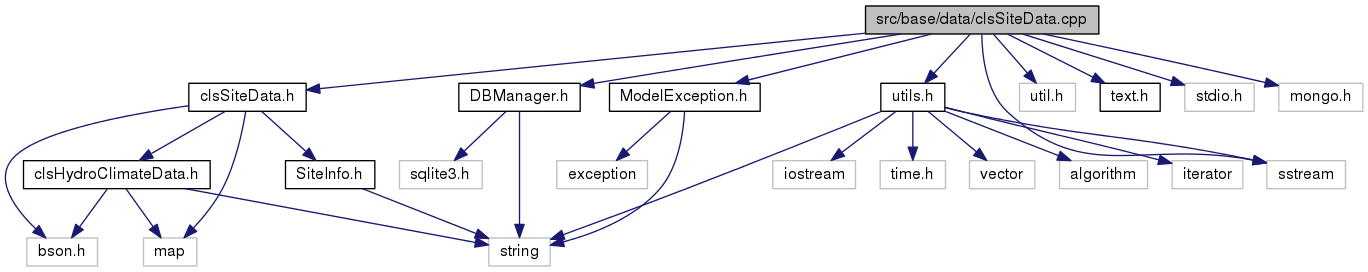 src/base/data/clsSiteData.cpp
clsSiteData.h
DBManager.h
ModelException.h
utils.h
util.h
text.h
stdio.h
mongo.h
clsHydroClimateData.h
SiteInfo.h
sqlite3.h
exception
iostream
time.h
vector
algorithm
iterator
sstream
bson.h
map
string